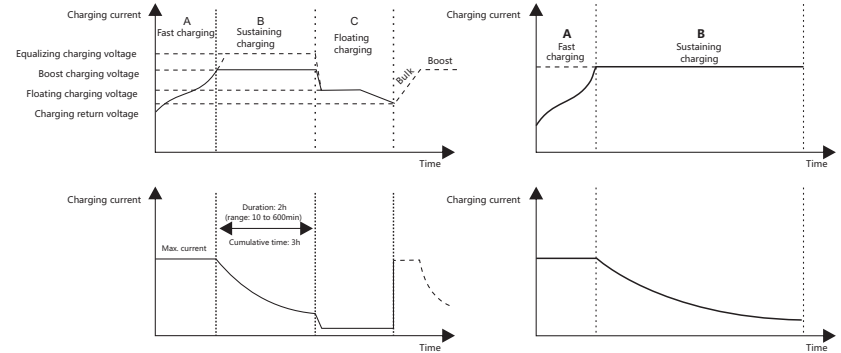 Charging current
A
Fast charging
B
Sustaining
charging
C
Floating
charging
Equalizing charging voltage
Boost charging voltage
Floating charging voltage
Charging return voltage
Bulk
Boost
Time
Charging current
A
Fast
charging
B
Sustaining
charging
Time
Charging current
Duration: 2h
(range: 10 to 600min)
Cumulative time: 3h
Max. current
Time
Charging current
Time